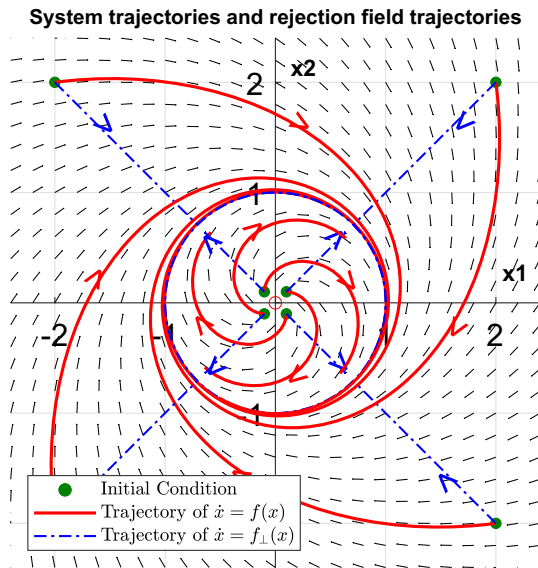 System trajectories and rejection field trajectories
x2
2
1
x1
-2
-1
1
2
-1
Initial Condition
Trajectory of ẋ = f(x)
Trajectory of ẋ = f⊥(x)